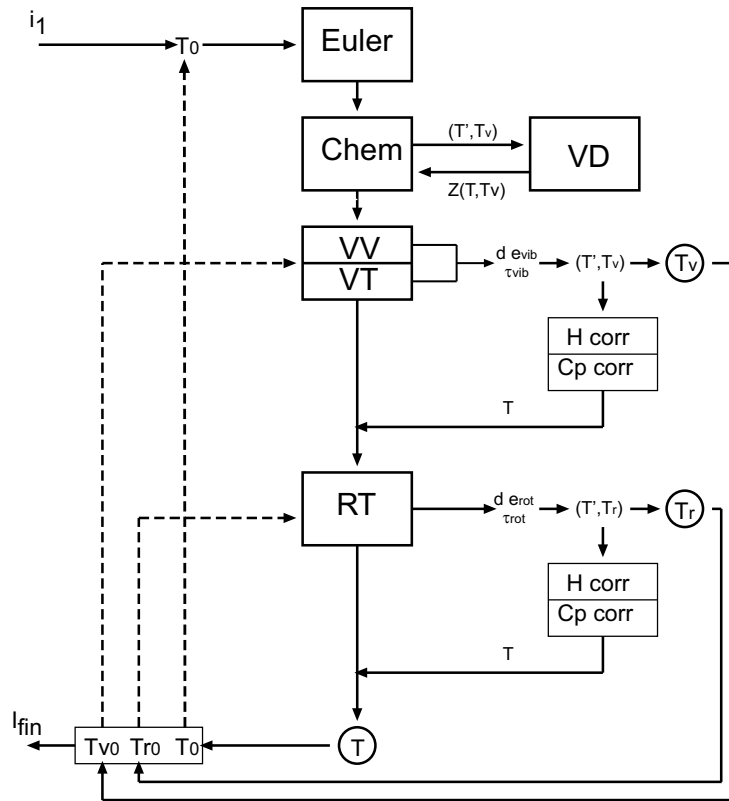 i1
T0
Euler
Chem
(T',Tv)
Z(T,Tv)
VD
VV
VT
d evib
τvib
(T',Tv)
Tv
H corr
Cp corr
T
RT
d erot
τrot
(T',Tr)
Tr
H corr
Cp corr
T
Ifin
Tv0 Tr0 T0
T